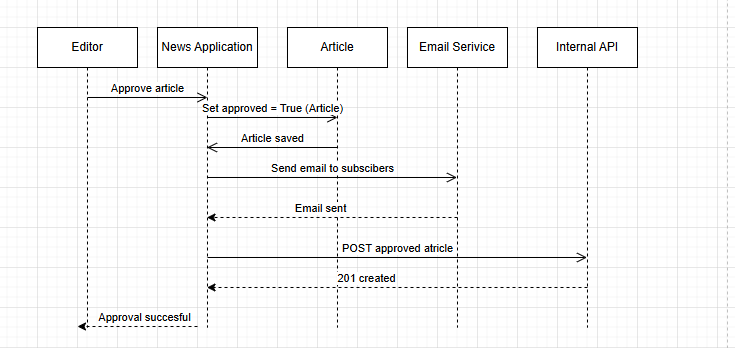 Editor
News Application
Article
Email Serivice
Internal API
Approve article
Set approved = True (Article)
Article saved
Send email to subscibers
Email sent
POST approved atricle
201 created
Approval succesful